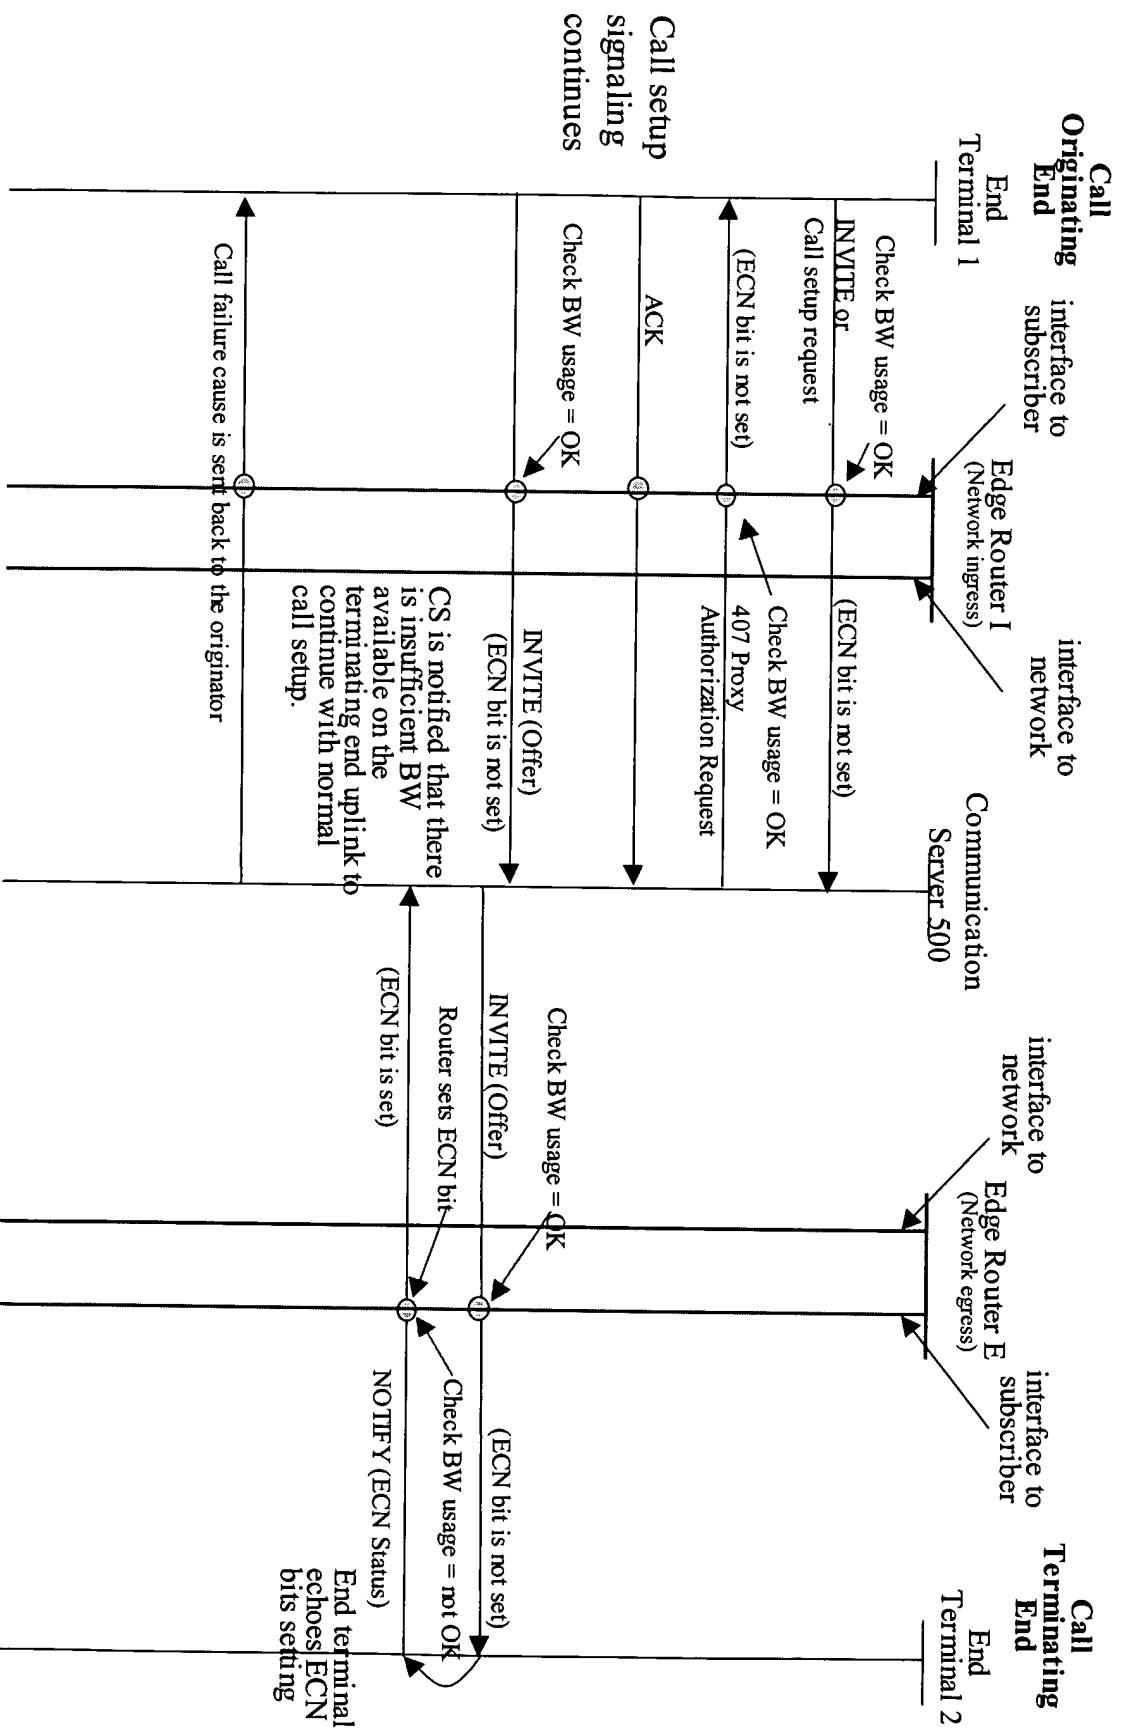 Call
Originating
End
End
Terminal 1
interface to
subscriber
Edge Router I
(Network ingress)
interface to
network
Communication
Server 500
interface to
network
Edge Router E
(Network egress)
interface to
subscriber
Call
Terminating
End
End
Terminal 2
Check BW usage = OK
INVITE or
Call setup request
(ECN bit is not set)
Check BW usage = OK
407 Proxy
Authorization Request
(ECN bit is not set)
ACK
Call setup
signaling
continues
Check BW usage = OK
INVITE (Offer)
(ECN bit is not set)
Check BW usage = OK
INVITE (Offer)
(ECN bit is not set)
Router sets ECN bit
Check BW usage = not OK
(ECN bit is set)
NOTIFY (ECN Status)
End terminal
echoes ECN
bits setting
CS is notified that there
is insufficient BW
available on the
terminating end uplink to
continue with normal
call setup.
Call failure cause is sent back to the originator